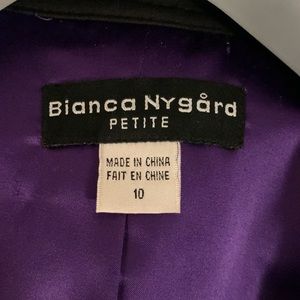 Bianca Nygård
PETITE
MADE IN CHINA
FAIT EN CHINE
10